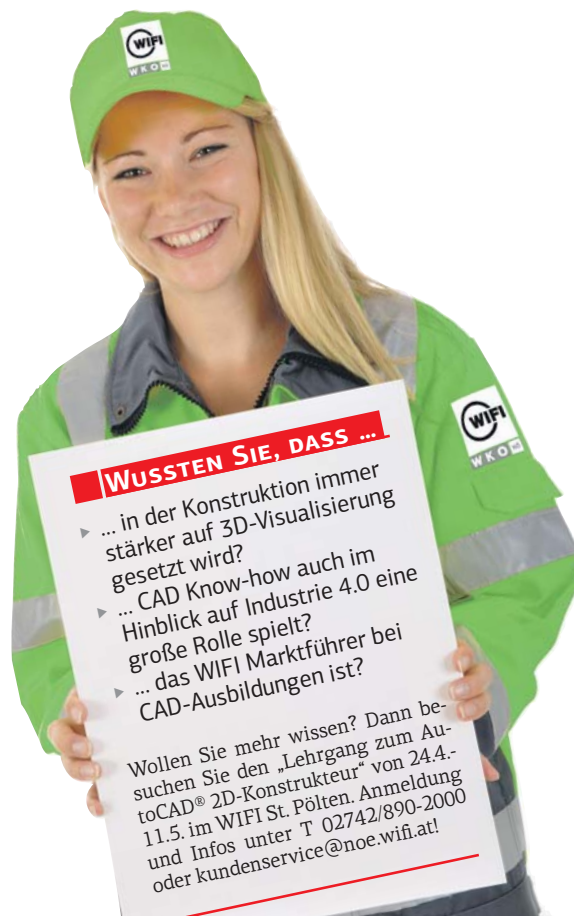 WIFI
WKO
WUSSTEN SIE, DASS ...
▸ ... in der Konstruktion immer
stärker auf 3D-Visualisierung
gesetzt wird?
▸ ... CAD Know-how auch im
Hinblick auf Industrie 4.0 eine
große Rolle spielt?
▸ ... das WIFI Marktführer bei
CAD-Ausbildungen ist?
Wollen Sie mehr wissen? Dann be-
suchen Sie den „Lehrgang zum Au-
toCAD® 2D-Konstrukteur“ von 24.4.-
11.5. im WIFI St. Pölten. Anmeldung
und Infos unter T 02742/890-2000
oder kundenservice@noe.wifi.at!
WIFI
WKO